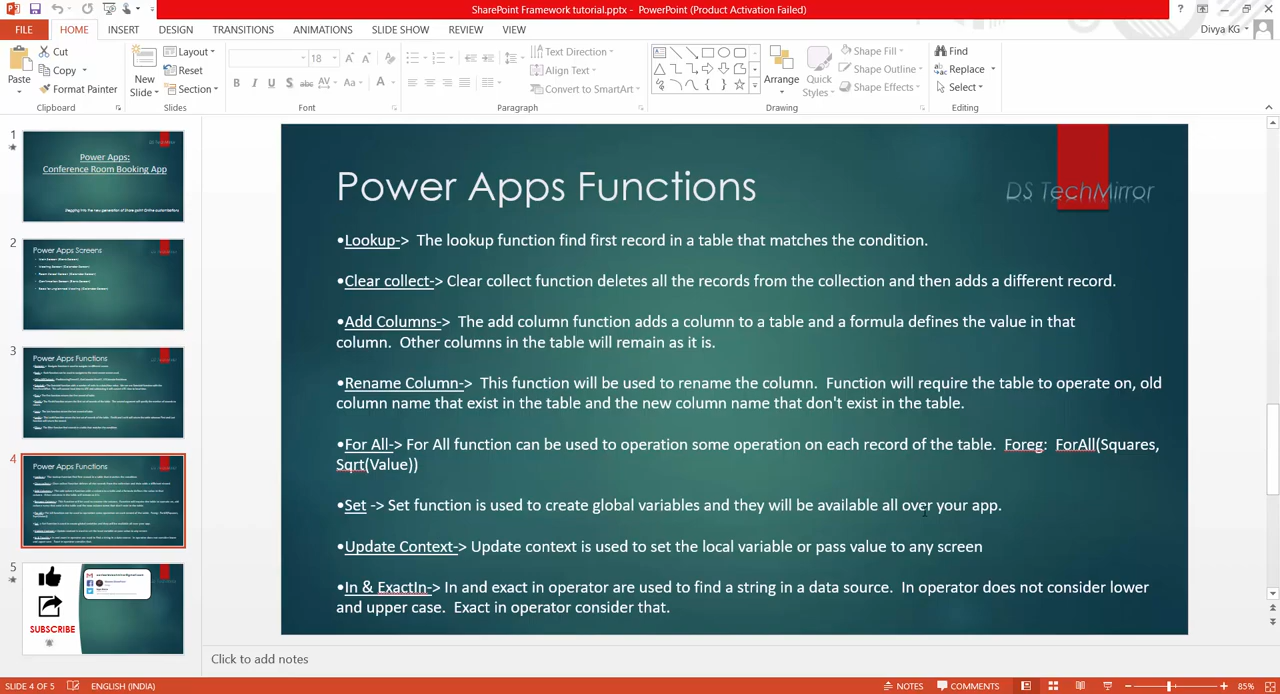 SharePoint Framework tutorial.pptx - PowerPoint (Product Activation Failed)
FILE HOME INSERT DESIGN TRANSITIONS ANIMATIONS SLIDE SHOW REVIEW VIEW Divya KG
Paste
Cut
Copy
Format Painter
Clipboard
New
Slide
Layout
Reset
Section
Slides
18
B I U S abc AV Aa A
Font
Text Direction
Align Text
Convert to SmartArt
Paragraph
Arrange
Quick
Styles
Shape Fill
Shape Outline
Shape Effects
Drawing
Find
Replace
Select
Editing
1
Power Apps:
Conference Room Booking App
2
Power Apps Screens
3
Power Apps Functions
4
Power Apps Functions
5
SUBSCRIBE
Power Apps Functions
DS TechMirror
•Lookup-> The lookup function find first record in a table that matches the condition.
•Clear collect-> Clear collect function deletes all the records from the collection and then adds a different record.
•Add Columns-> The add column function adds a column to a table and a formula defines the value in that
column. Other columns in the table will remain as it is.
•Rename Column-> This function will be used to rename the column. Function will require the table to operate on, old
column name that exist in the table and the new column name that don't exist in the table.
•For All-> For All function can be used to operation some operation on each record of the table. Foreg: ForAll(Squares,
Sqrt(Value))
•Set -> Set function is used to create global variables and they will be available all over your app.
•Update Context-> Update context is used to set the local variable or pass value to any screen
•In & ExactIn-> In and exact in operator are used to find a string in a data source. In operator does not consider lower
and upper case. Exact in operator consider that.
Click to add notes
SLIDE 4 OF 5 ENGLISH (INDIA) NOTES COMMENTS 85%